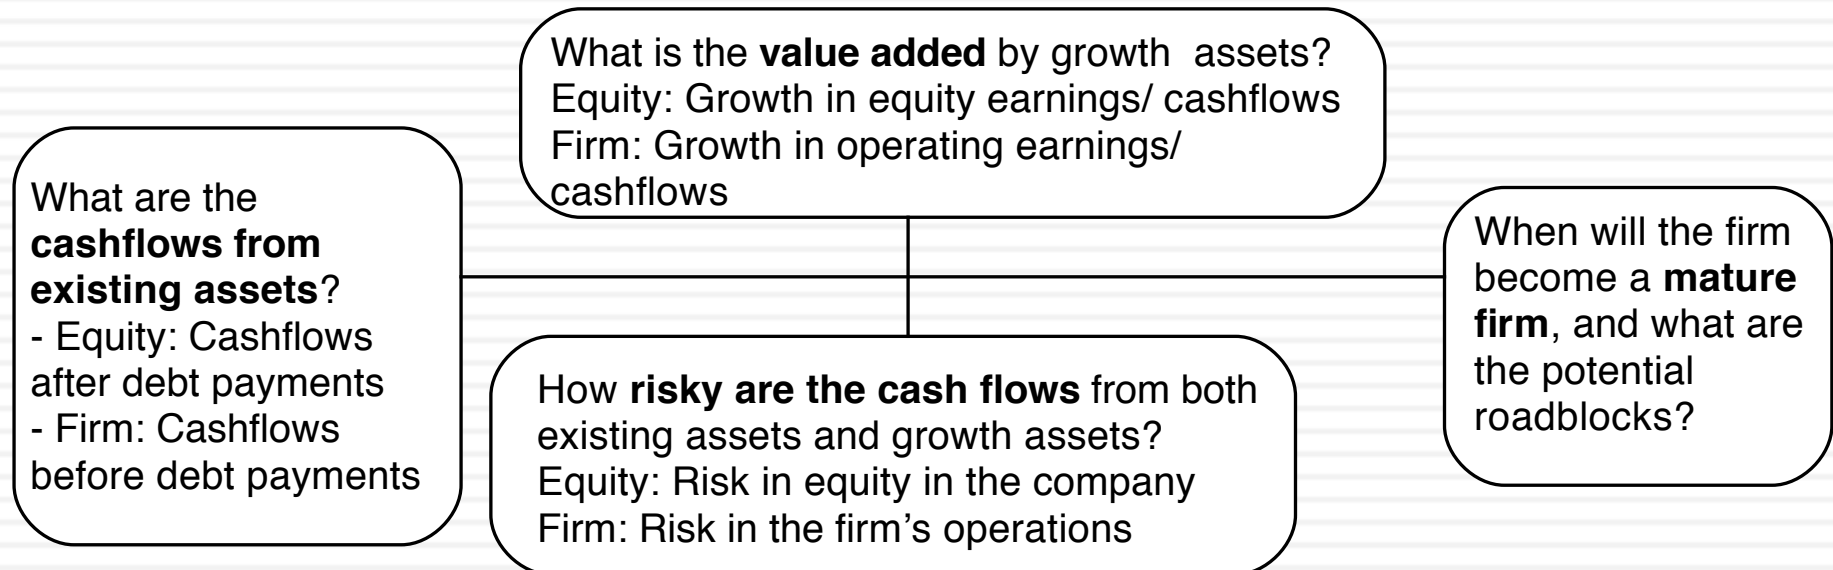 What is the value added by growth  assets?
Equity: Growth in equity earnings/ cashflows
Firm: Growth in operating earnings/
cashflows
What are the
cashflows from
existing assets?
- Equity: Cashflows
after debt payments
- Firm: Cashflows
before debt payments
How risky are the cash flows from both
existing assets and growth assets?
Equity: Risk in equity in the company
Firm: Risk in the firm’s operations
When will the firm
become a mature
firm, and what are
the potential
roadblocks?